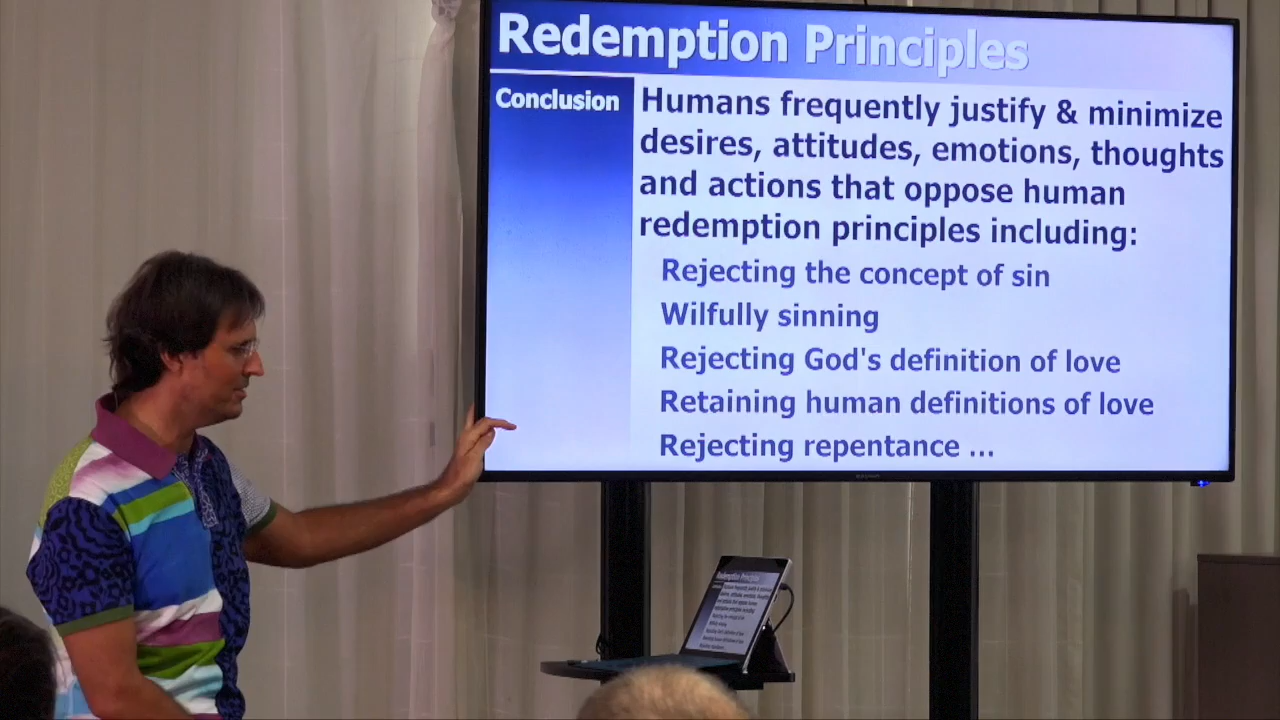 Redemption Principles
Conclusion
Humans frequently justify & minimize
desires, attitudes, emotions, thoughts
and actions that oppose human
redemption principles including:
Rejecting the concept of sin
Wilfully sinning
Rejecting God's definition of love
Retaining human definitions of love
Rejecting repentance ...
Redemption Principles